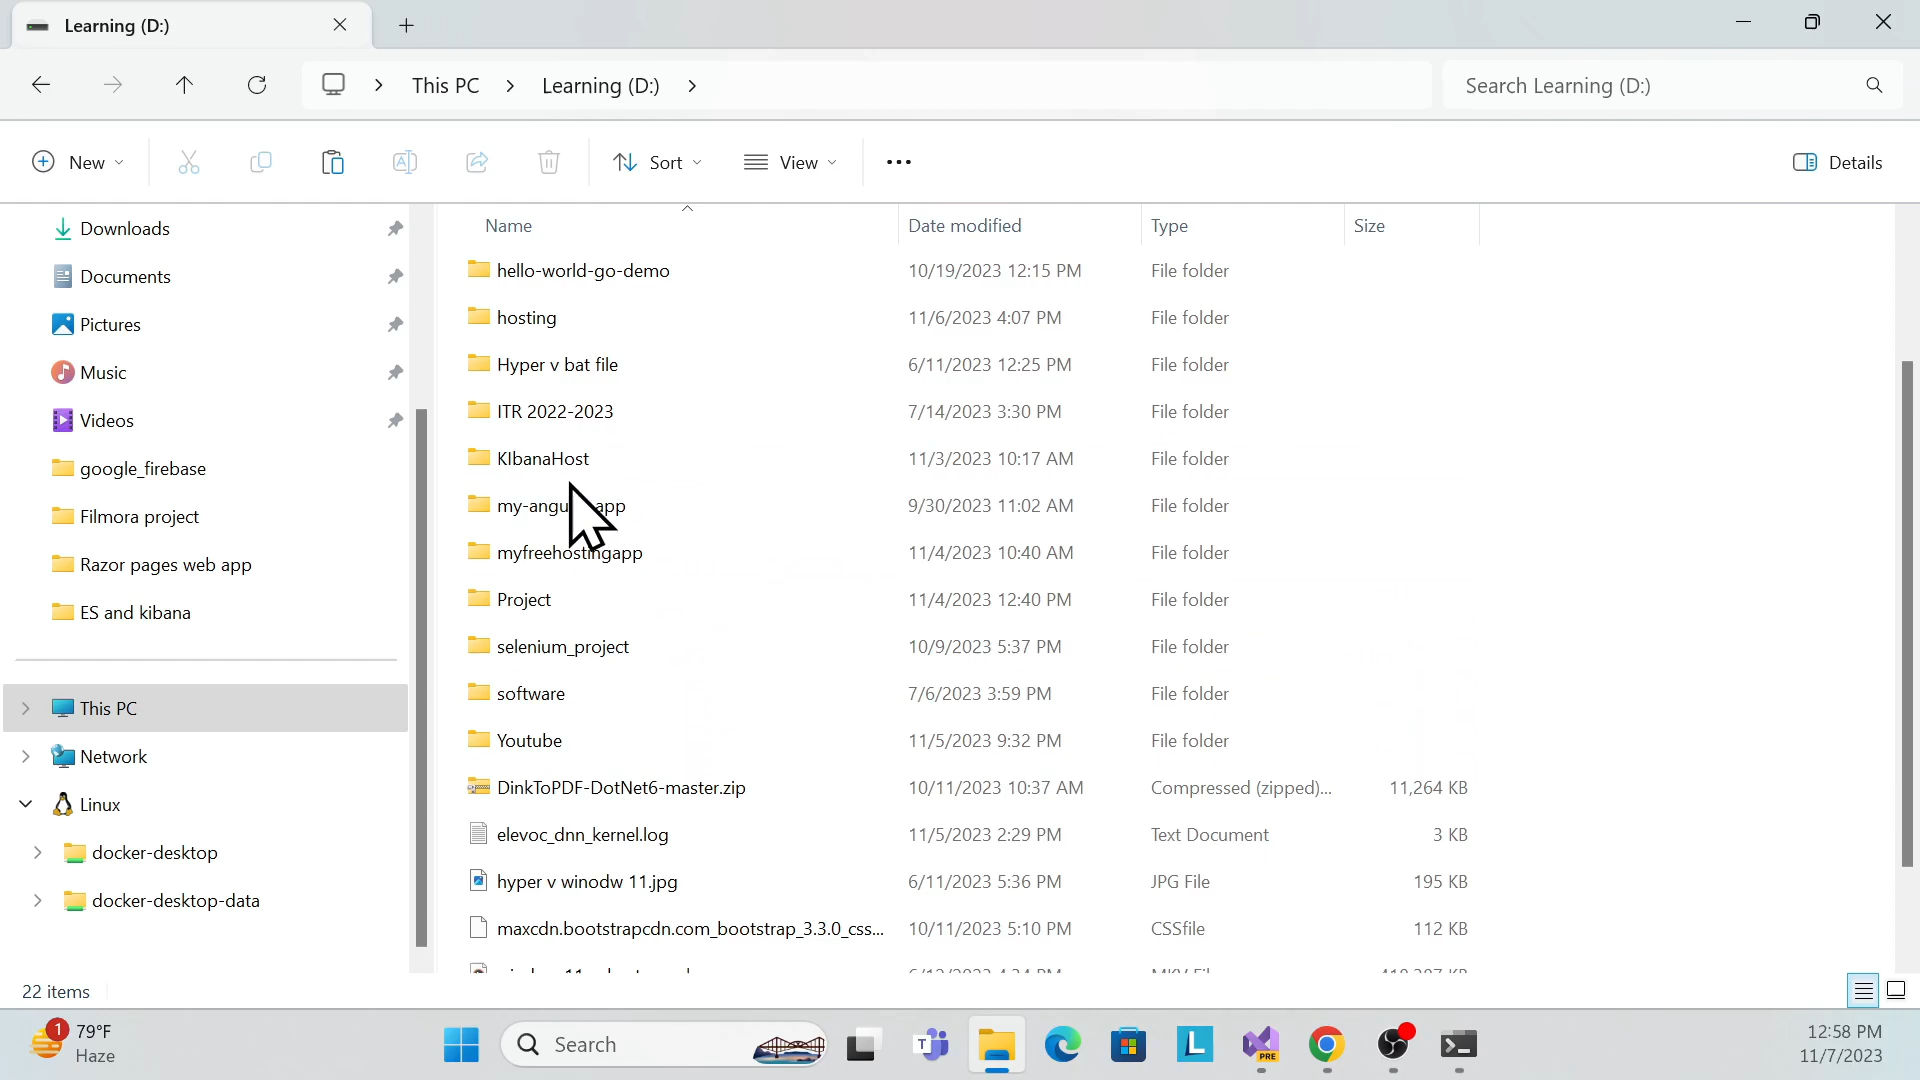 Learning (D:)
This PC
Learning (D:)
Search Learning (D:)
New
Sort
View
Details
Downloads
Documents
Pictures
Music
Videos
google_firebase
Filmora project
Razor pages web app
ES and kibana
This PC
Network
Linux
docker-desktop
docker-desktop-data
Name Date modified Type Size
hello-world-go-demo 10/19/2023 12:15 PM File folder
hosting 11/6/2023 4:07 PM File folder
Hyper v bat file 6/11/2023 12:25 PM File folder
ITR 2022-2023 7/14/2023 3:30 PM File folder
KIbanaHost 11/3/2023 10:17 AM File folder
my-angu app 9/30/2023 11:02 AM File folder
myfreehostingapp 11/4/2023 10:40 AM File folder
Project 11/4/2023 12:40 PM File folder
selenium_project 10/9/2023 5:37 PM File folder
software 7/6/2023 3:59 PM File folder
Youtube 11/5/2023 9:32 PM File folder
DinkToPDF-DotNet6-master.zip 10/11/2023 10:37 AM Compressed (zipped)... 11,264 KB
elevoc_dnn_kernel.log 11/5/2023 2:29 PM Text Document 3 KB
hyper v winodw 11.jpg 6/11/2023 5:36 PM JPG File 195 KB
maxcdn.bootstrapcdn.com_bootstrap_3.3.0_css... 10/11/2023 5:10 PM CSSfile 112 KB
22 items
1
79°F
Haze
Search
T
L
PRE
12:58 PM
11/7/2023